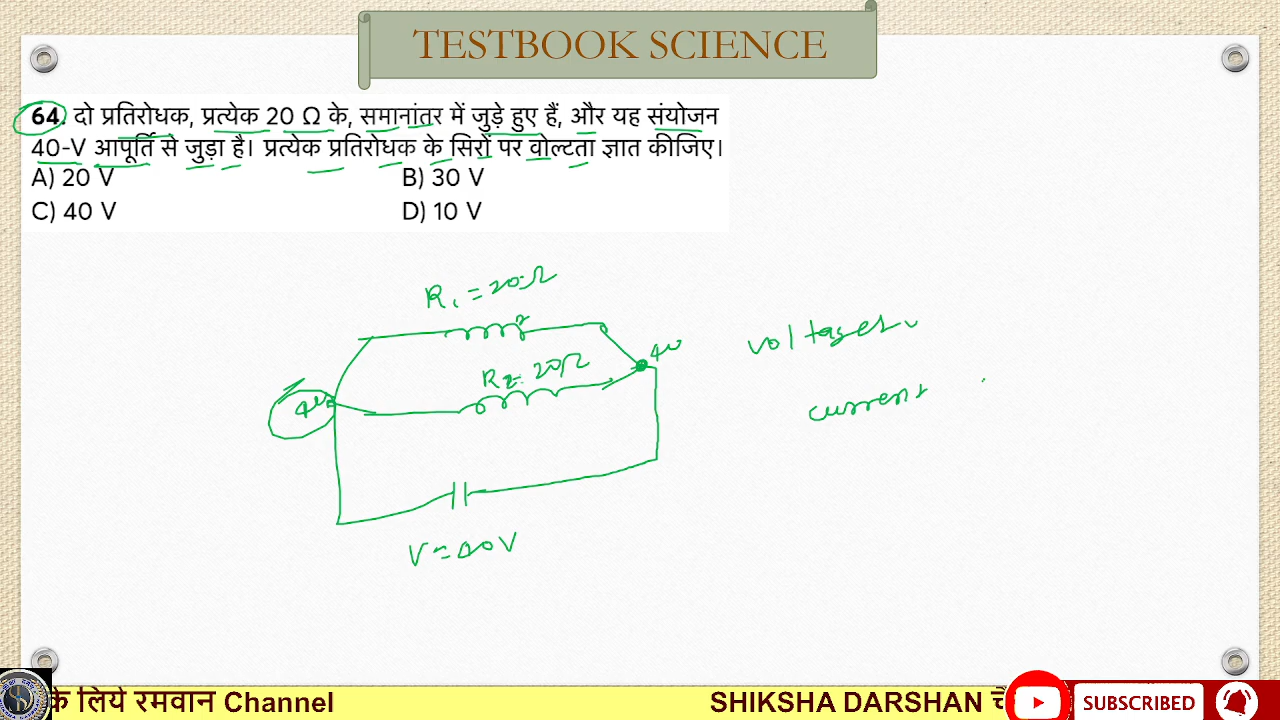 TESTBOOK SCIENCE
64. दो प्रतिरोधक, प्रत्येक 20 Ω के, समानांतर में जुड़े हुए हैं, और यह संयोजन
40-V आपूर्ति से जुड़ा है। प्रत्येक प्रतिरोधक के सिरों पर वोल्टता ज्ञात कीजिए।
A) 20 V B) 30 V
C) 40 V D) 10 V
R₁ = 20Ω
R₂ = 20Ω
voltages
current
V = 40V
के लिये रमवान Channel SHIKSHA DARSHAN SUBSCRIBED